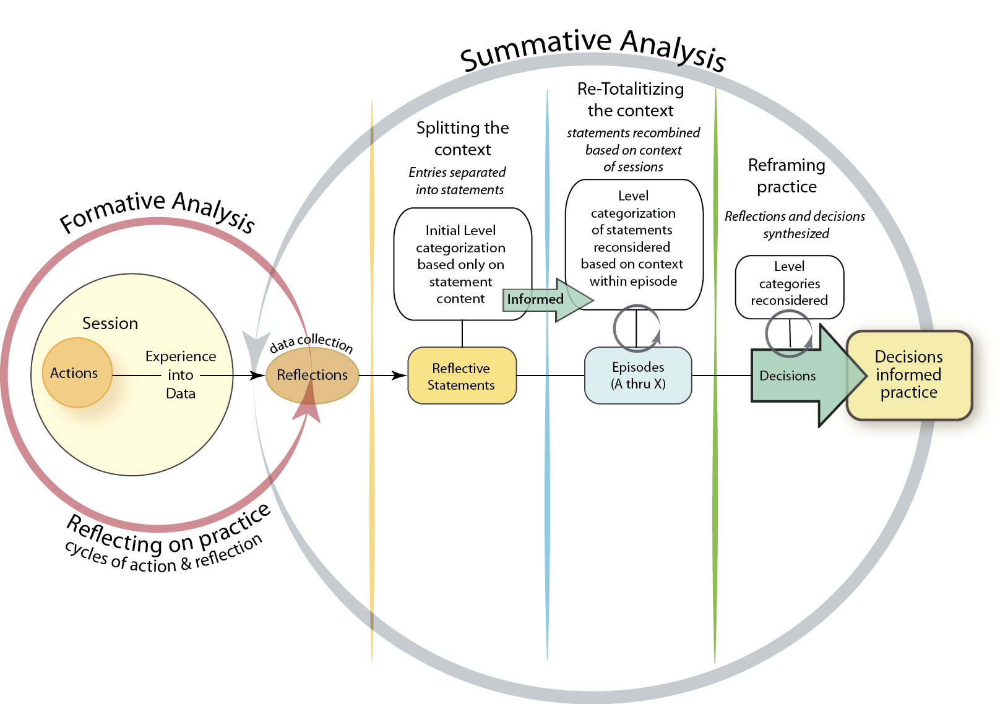 Summative Analysis
Re-Totalitizing
the context
statements recombined
based on context
of sessions
Splitting the
context
Entries separated
into statements
Reframing
practice
Reflections and decisions
synthesized
Formative Analysis
Initial Level
categorization
based only on
statement
content
Informed
Level
categorization
of statements
reconsidered
based on context
within episode
Level
categories
reconsidered
Session
Actions
Experience
into
Data
data collection
Reflections
Reflective
Statements
Episodes
(A thru X)
Decisions
Decisions
informed
practice
Reflecting on practice
cycles of action & reflection